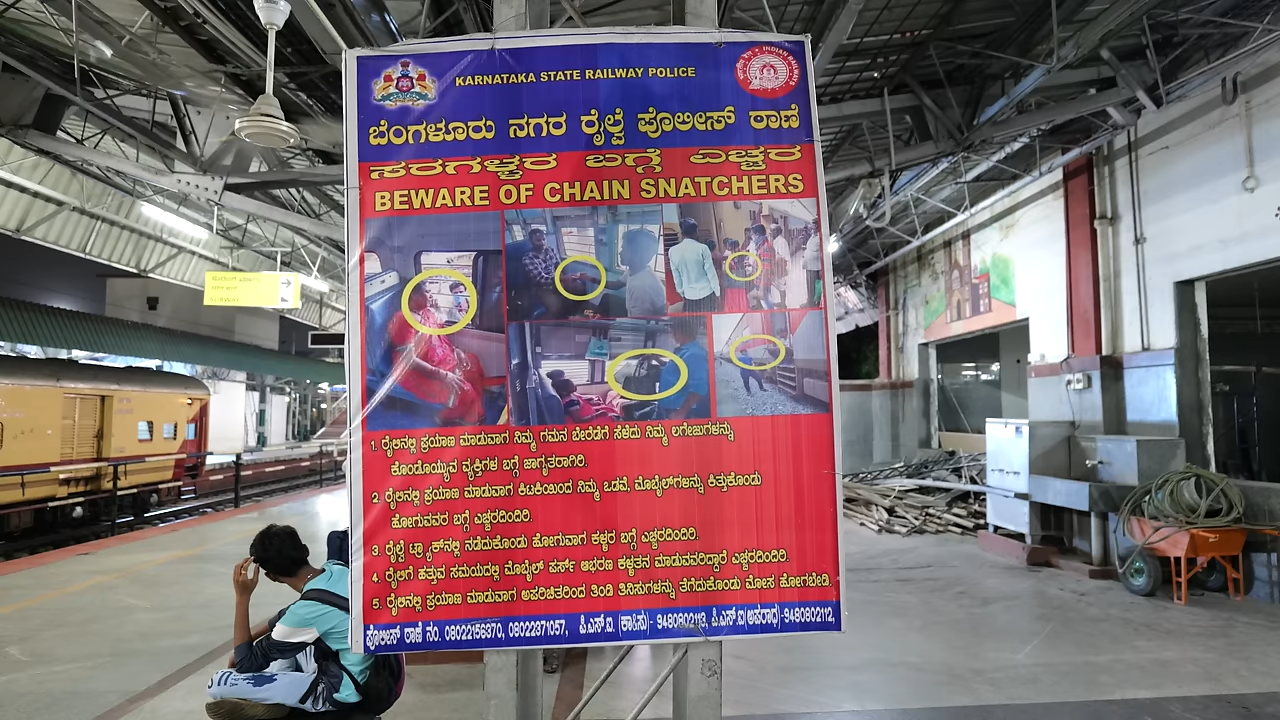 KARNATAKA STATE RAILWAY POLICE
INDIAN RAILWAYS
ಬೆಂಗಳೂರು ನಗರ ರೈಲ್ವೆ ಪೊಲೀಸ್ ಠಾಣೆ
ಸರಗಳ್ಳರ ಬಗ್ಗೆ ಎಚ್ಚರ
BEWARE OF CHAIN SNATCHERS
1. ರೈಲಿನಲ್ಲಿ ಪ್ರಯಾಣ ಮಾಡುವಾಗ ನಿಮ್ಮ ಗಮನ ಬೇರೆಡೆಗೆ ಸೆಳೆದು ನಿಮ್ಮ ಲಗೇಜುಗಳನ್ನು
ಕೊಂಡೊಯ್ಯುವ ವ್ಯಕ್ತಿಗಳ ಬಗ್ಗೆ ಜಾಗೃತರಾಗಿರಿ.
2. ರೈಲಿನಲ್ಲಿ ಪ್ರಯಾಣ ಮಾಡುವಾಗ ಕಿಟಕಿಯಿಂದ ನಿಮ್ಮ ಒಡವೆ, ಮೊಬೈಲ್‌ಗಳನ್ನು ಕಿತ್ತುಕೊಂಡು
ಹೋಗುವವರ ಬಗ್ಗೆ ಎಚ್ಚರದಿಂದಿರಿ.
3. ರೈಲ್ವೆ ಟ್ರ್ಯಾಕ್‌ನಲ್ಲಿ ನಡೆದುಕೊಂಡು ಹೋಗುವಾಗ ಕಳ್ಳರ ಬಗ್ಗೆ ಎಚ್ಚರದಿಂದಿರಿ.
4. ರೈಲಿಗೆ ಹತ್ತುವ ಸಮಯದಲ್ಲಿ ಮೊಬೈಲ್ ಪರ್ಸ್ ಆಭರಣ ಕಳ್ಳತನ ಮಾಡುವವರಿದ್ದಾರೆ ಎಚ್ಚರದಿಂದಿರಿ.
5. ರೈಲಿನಲ್ಲಿ ಪ್ರಯಾಣ ಮಾಡುವಾಗ ಅಪರಿಚಿತರಿಂದ ತಿಂಡಿ ತಿನಿಸುಗಳನ್ನು ತೆಗೆದುಕೊಂಡು ಮೋಸ ಹೋಗಬೇಡಿ.
ಪೊಲೀಸ್ ಠಾಣೆ ನಂ. 08022156370, 08022371057, ಪಿ.ಎಸ್.ಐ. (ಕಾ&ಸು)- 9480802113, ಪಿ.ಎಸ್.ಐ(ಅಪರಾಧ)-9480802112,
SUBWAY